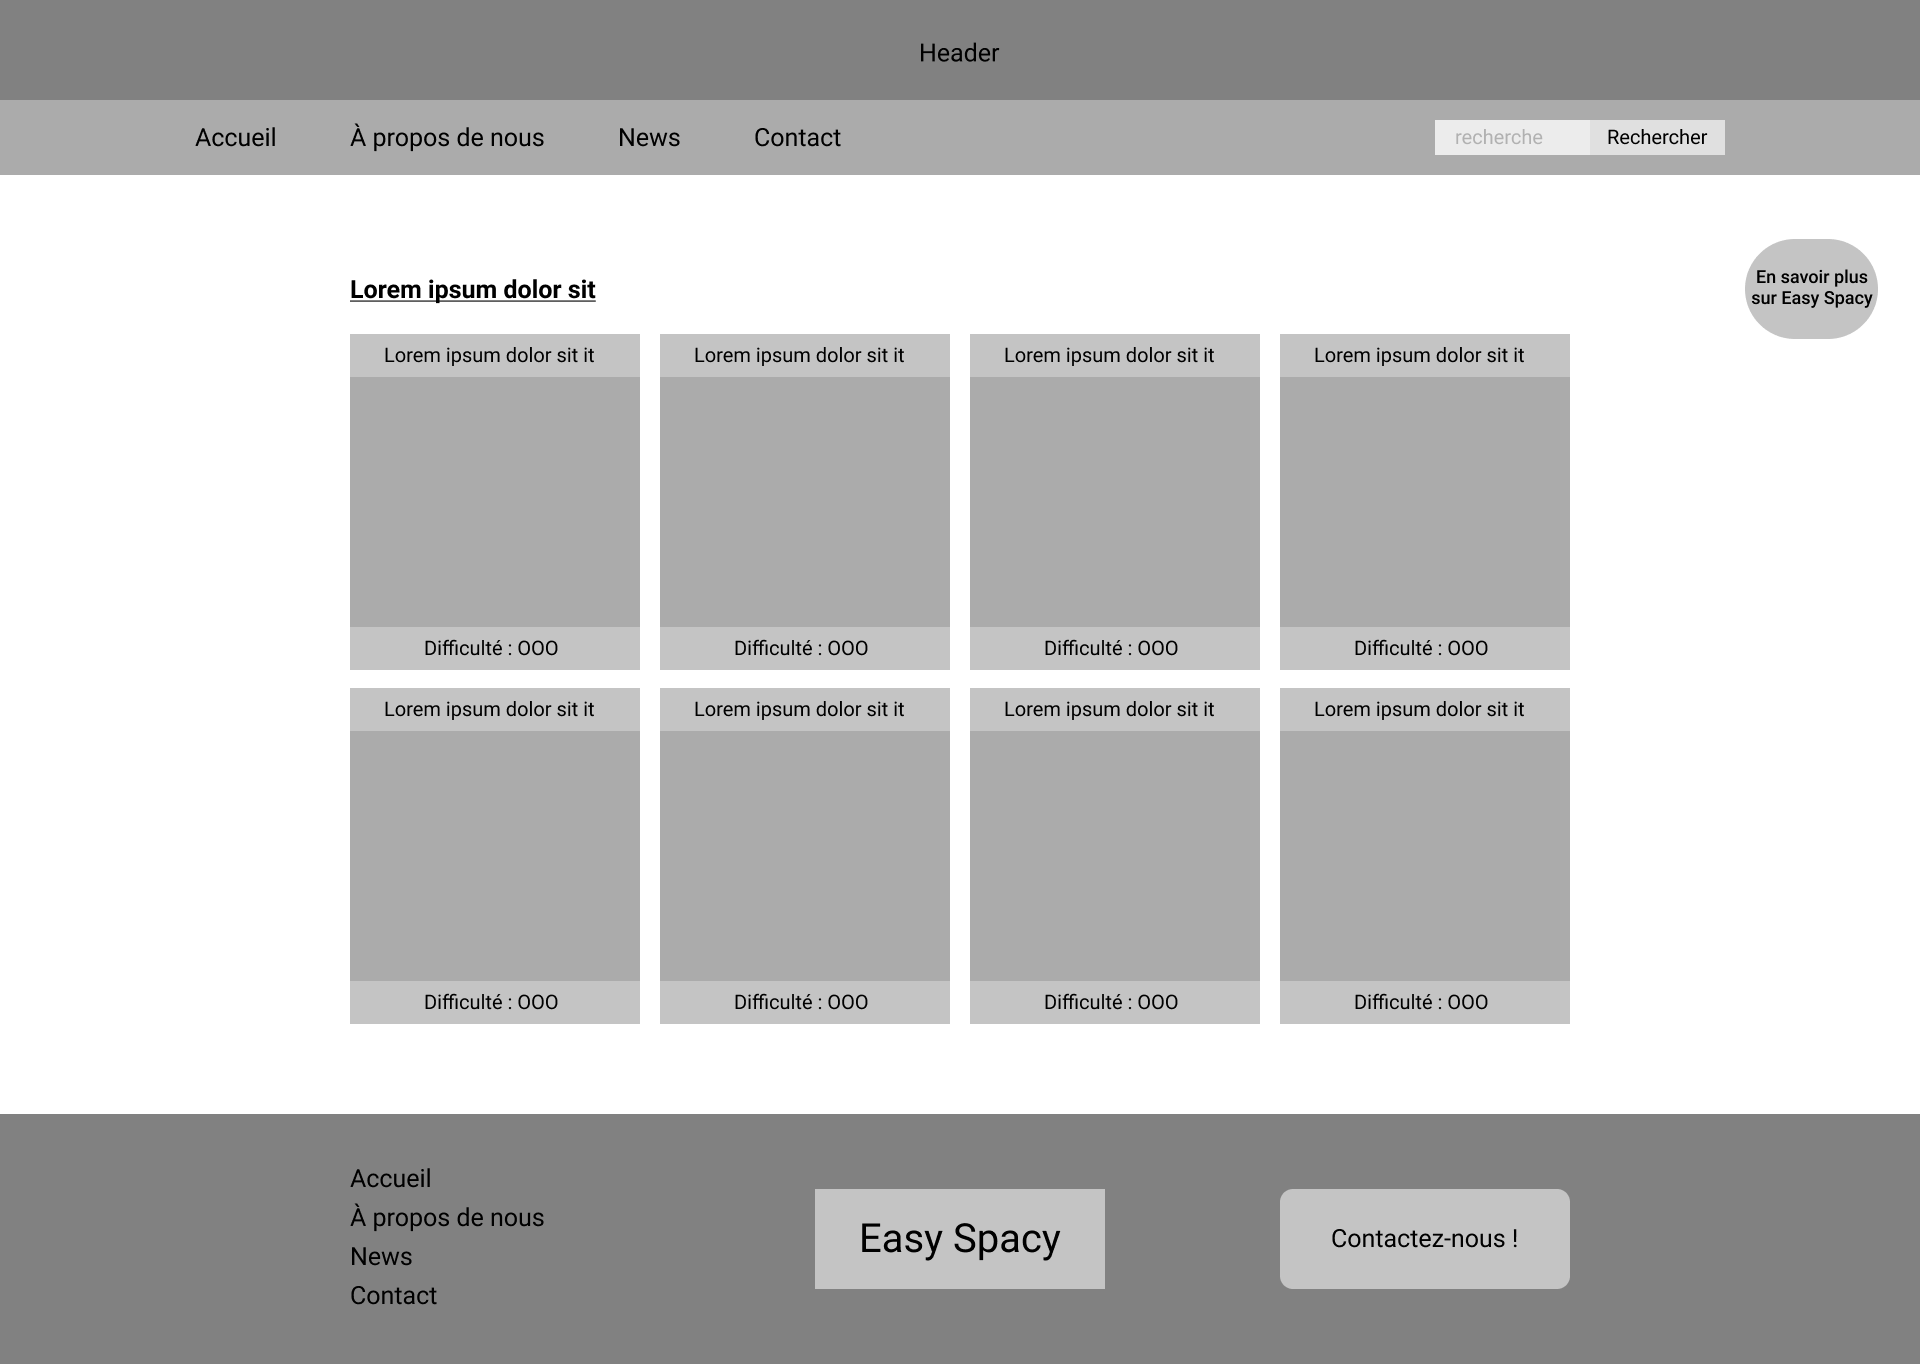 Header
Accueil
À propos de nous
News
Contact
recherche
Rechercher
En savoir plus
sur Easy Spacy
Lorem ipsum dolor sit
Lorem ipsum dolor sit it
Lorem ipsum dolor sit it
Lorem ipsum dolor sit it
Lorem ipsum dolor sit it
Difficulté : OOO
Difficulté : OOO
Difficulté : OOO
Difficulté : OOO
Lorem ipsum dolor sit it
Lorem ipsum dolor sit it
Lorem ipsum dolor sit it
Lorem ipsum dolor sit it
Difficulté : OOO
Difficulté : OOO
Difficulté : OOO
Difficulté : OOO
Accueil
À propos de nous
News
Contact
Easy Spacy
Contactez-nous !